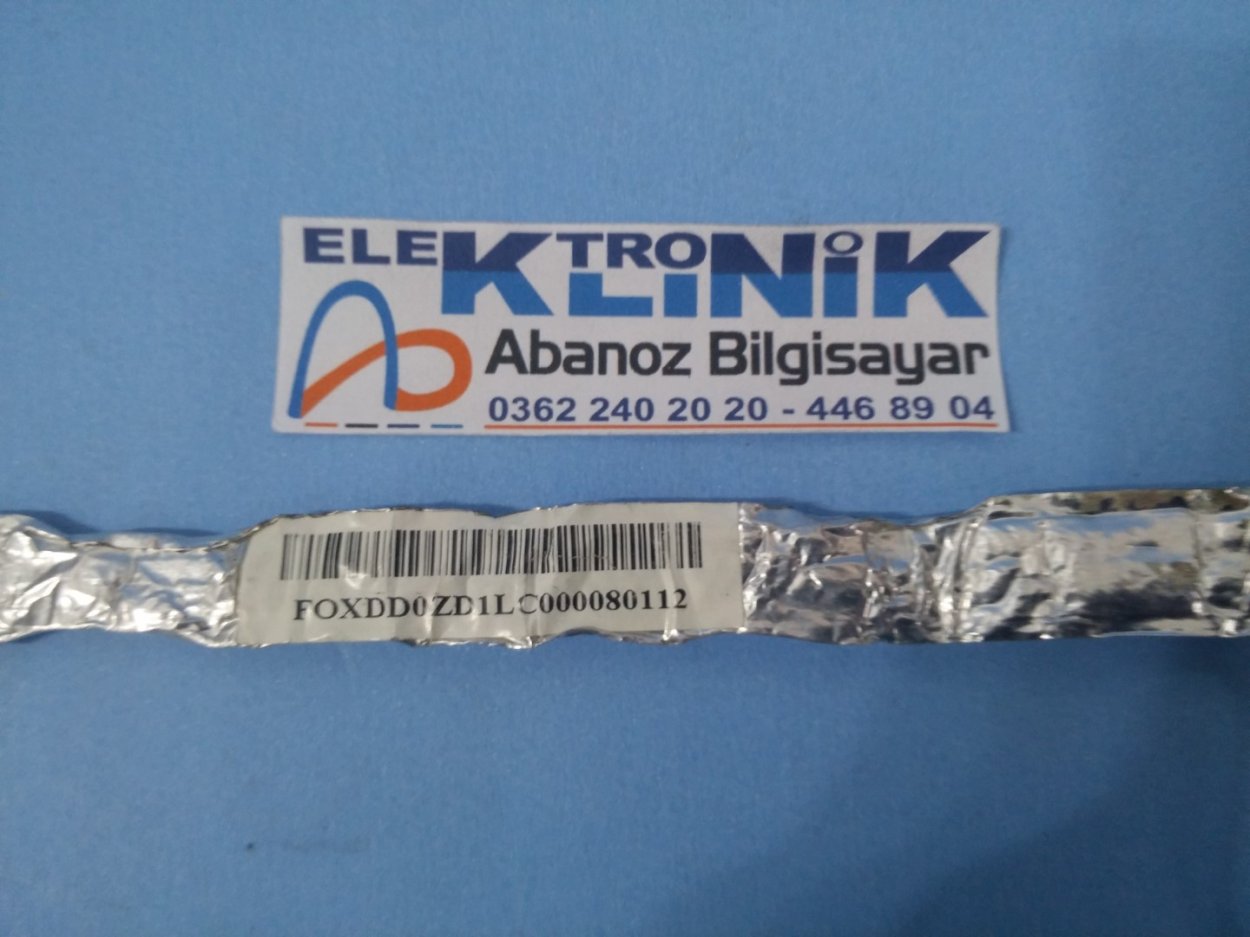 ELEKTRONİK KLİNİK
Abanoz Bilgisayar
0362 240 20 20 - 446 89 04
FOXDD0ZD1LC000080112